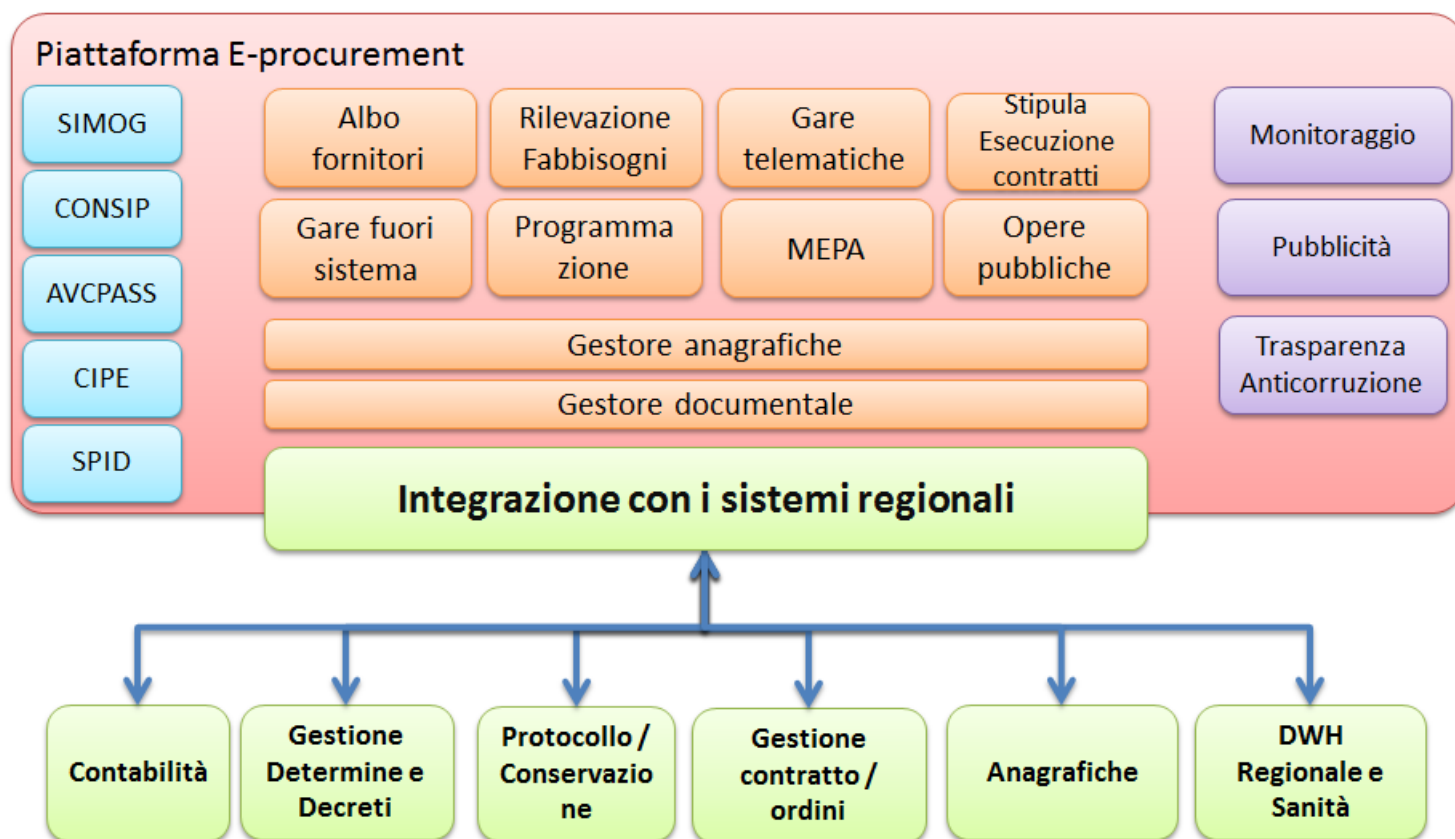 Piattaforma E-procurement
SIMOG
CONSIP
AVCPASS
CIPE
SPID
Albo
fornitori
Rilevazione
Fabbisogni
Gare
telematiche
Stipula
Esecuzione
contratti
Gare fuori
sistema
Programma
zione
MEPA
Opere
pubbliche
Gestore anagrafiche
Gestore documentale
Monitoraggio
Pubblicità
Trasparenza
Anticorruzione
Integrazione con i sistemi regionali
Contabilità
Gestione
Determine e
Decreti
Protocollo /
Conservazio
ne
Gestione
contratto /
ordini
Anagrafiche
DWH
Regionale e
Sanità